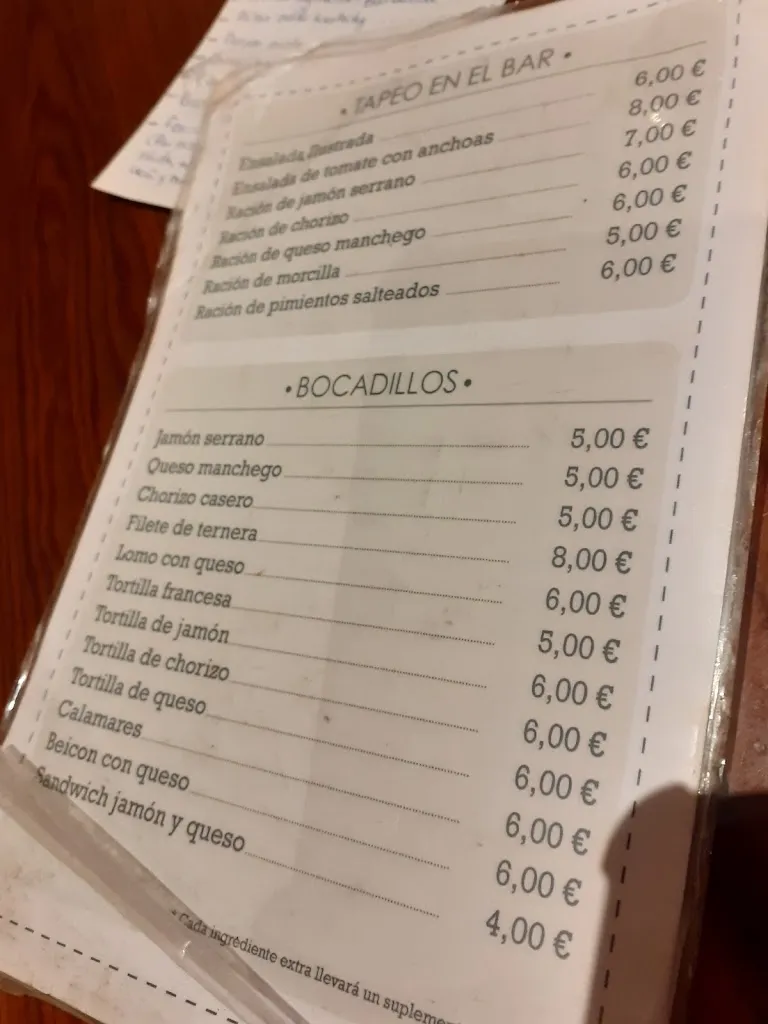 • TAPEO EN EL BAR •
Ensalada Ilustrada 6,00 €
Ensalada de tomate con anchoas 8,00 €
Ración de jamón serrano 7,00 €
Ración de chorizo 6,00 €
Ración de queso manchego 6,00 €
Ración de morcilla 5,00 €
Ración de pimientos salteados 6,00 €
• BOCADILLOS •
Jamón serrano 5,00 €
Queso manchego 5,00 €
Chorizo casero 5,00 €
Filete de ternera 8,00 €
Lomo con queso 6,00 €
Tortilla francesa 5,00 €
Tortilla de jamón 6,00 €
Tortilla de chorizo 6,00 €
Tortilla de queso 6,00 €
Calamares 6,00 €
Beicon con queso 6,00 €
Sandwich jamón y queso 4,00 €
* Cada ingrediente extra llevará un